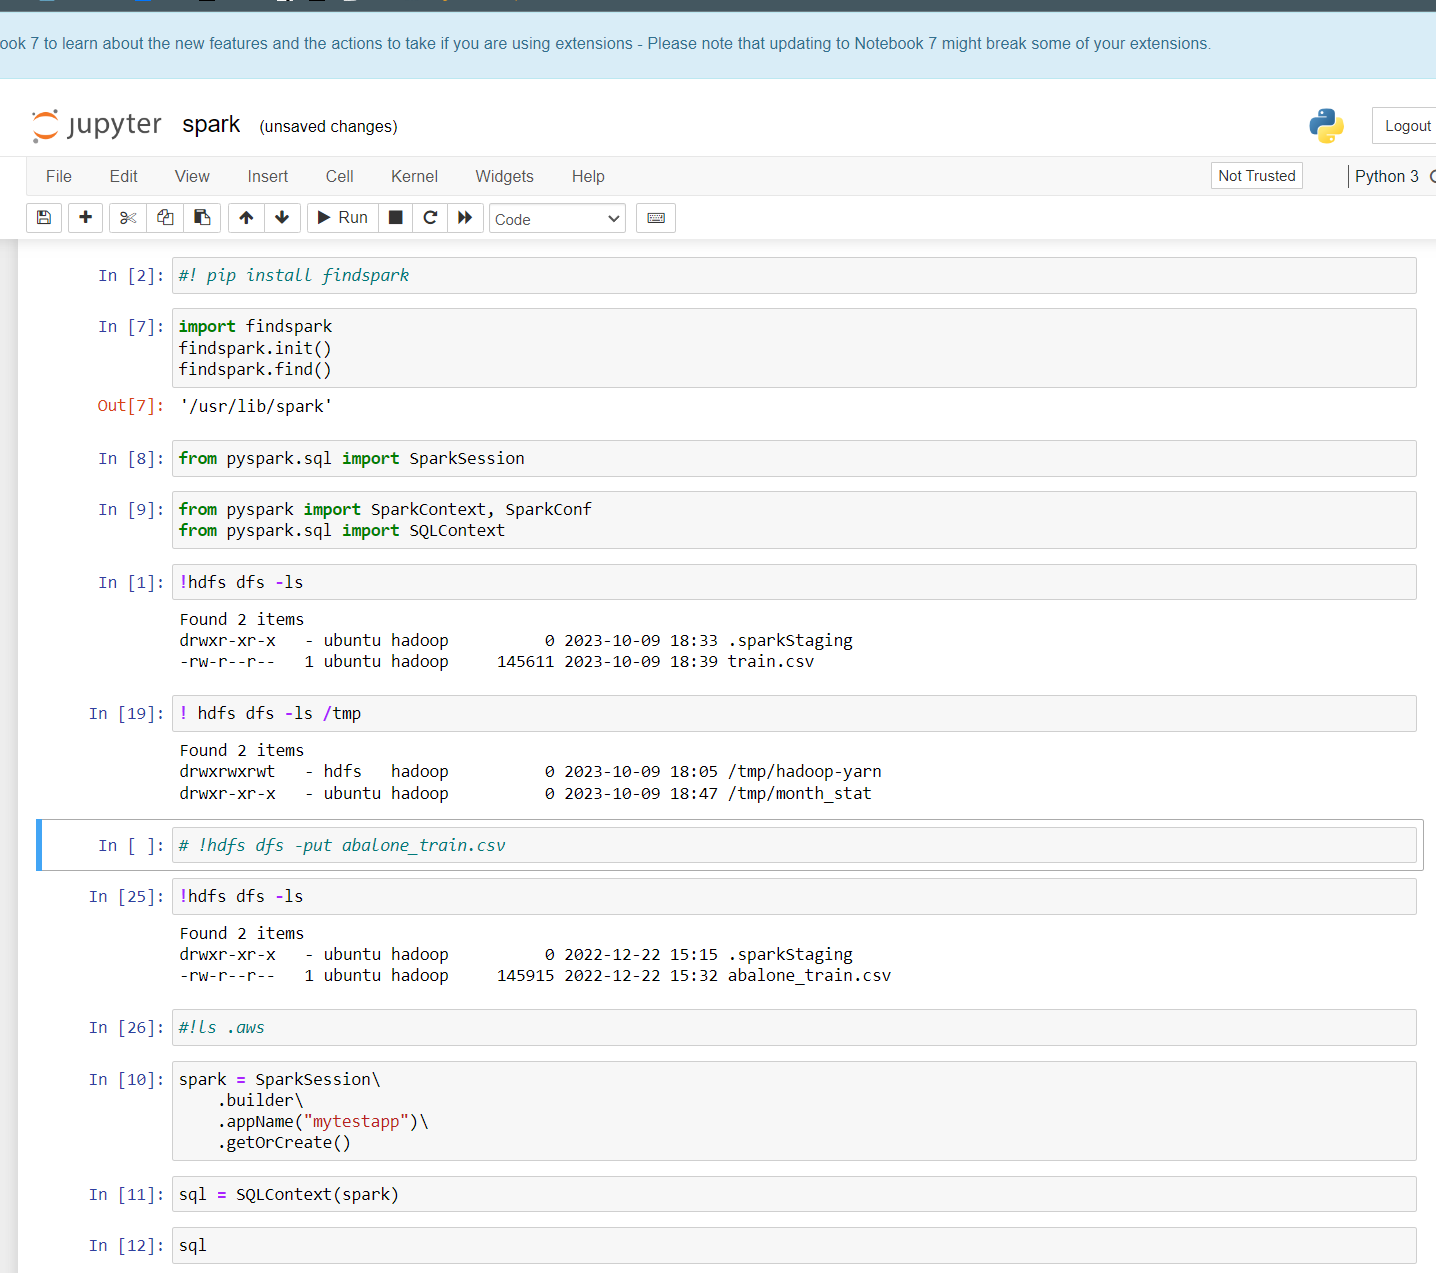 ook 7 to learn about the new features and the actions to take if you are using extensions - Please note that updating to Notebook 7 might break some of your extensions.
jupyter spark (unsaved changes)
Logout
File Edit View Insert Cell Kernel Widgets Help
Not Trusted
Python 3
Run
Code
In [2]: #! pip install findspark
In [7]: import findspark
findspark.init()
findspark.find()
Out[7]: '/usr/lib/spark'
In [8]: from pyspark.sql import SparkSession
In [9]: from pyspark import SparkContext, SparkConf
from pyspark.sql import SQLContext
In [1]: !hdfs dfs -ls
Found 2 items
drwxr-xr-x   - ubuntu hadoop          0 2023-10-09 18:33 .sparkStaging
-rw-r--r--   1 ubuntu hadoop     145611 2023-10-09 18:39 train.csv
In [19]: ! hdfs dfs -ls /tmp
Found 2 items
drwxrwxrwt   - hdfs   hadoop          0 2023-10-09 18:05 /tmp/hadoop-yarn
drwxr-xr-x   - ubuntu hadoop          0 2023-10-09 18:47 /tmp/month_stat
In [ ]: # !hdfs dfs -put abalone_train.csv
In [25]: !hdfs dfs -ls
Found 2 items
drwxr-xr-x   - ubuntu hadoop          0 2022-12-22 15:15 .sparkStaging
-rw-r--r--   1 ubuntu hadoop     145915 2022-12-22 15:32 abalone_train.csv
In [26]: #!ls .aws
In [10]: spark = SparkSession\
    .builder\
    .appName("mytestapp")\
    .getOrCreate()
In [11]: sql = SQLContext(spark)
In [12]: sql